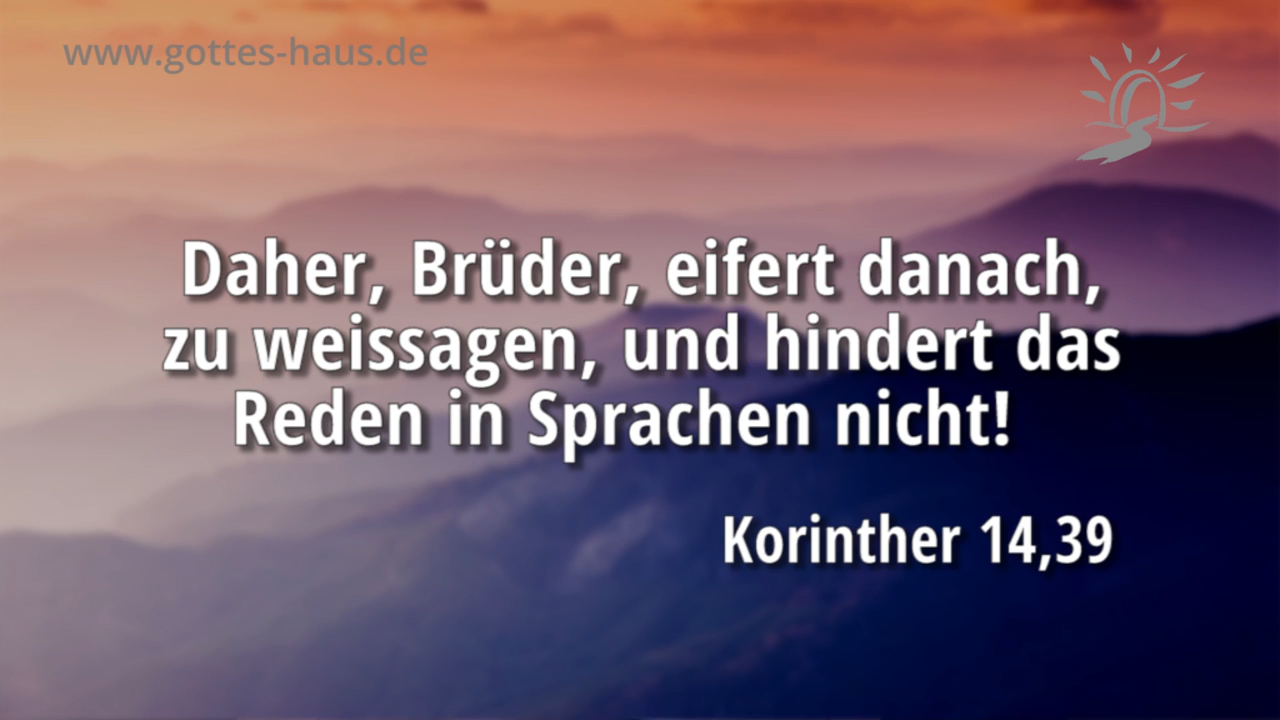 www.gottes-haus.de
Daher, Brüder, eifert danach,
zu weissagen, und hindert das
Reden in Sprachen nicht!
Korinther 14,39